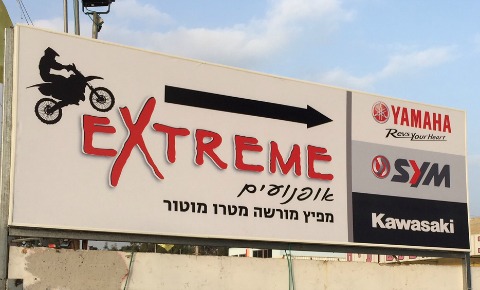 EXTREME
אופנועים
מפיץ מורשה מטרו מוטור
YAMAHA
Revs Your Heart
SYM
Kawasaki